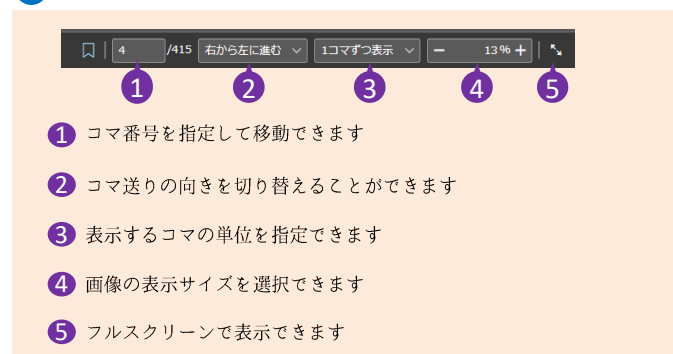 4 /415 右から左に進む 1コマずつ表示 − 13% +
1 2 3 4 5
1 コマ番号を指定して移動できます
2 コマ送りの向きを切り替えることができます
3 表示するコマの単位を指定できます
4 画像の表示サイズを選択できます
5 フルスクリーンで表示できます